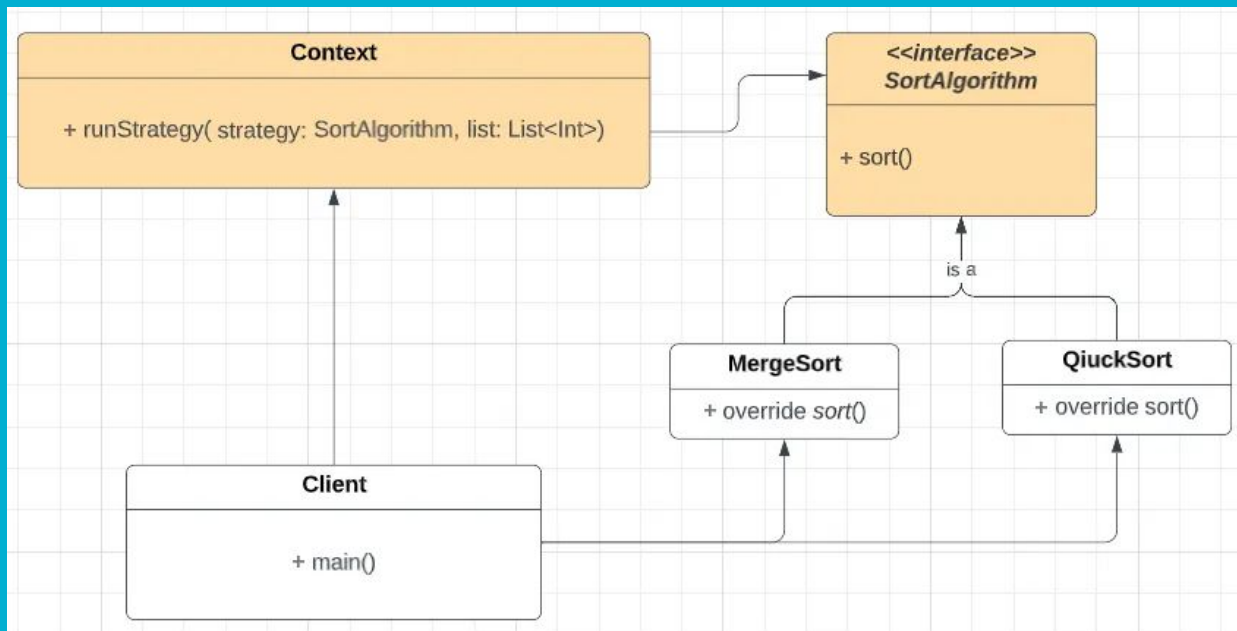 Context
+ runStrategy( strategy: SortAlgorithm, list: List<Int>)
<<interface>>
SortAlgorithm
+ sort()
is a
MergeSort
+ override sort()
QiuckSort
+ override sort()
Client
+ main()